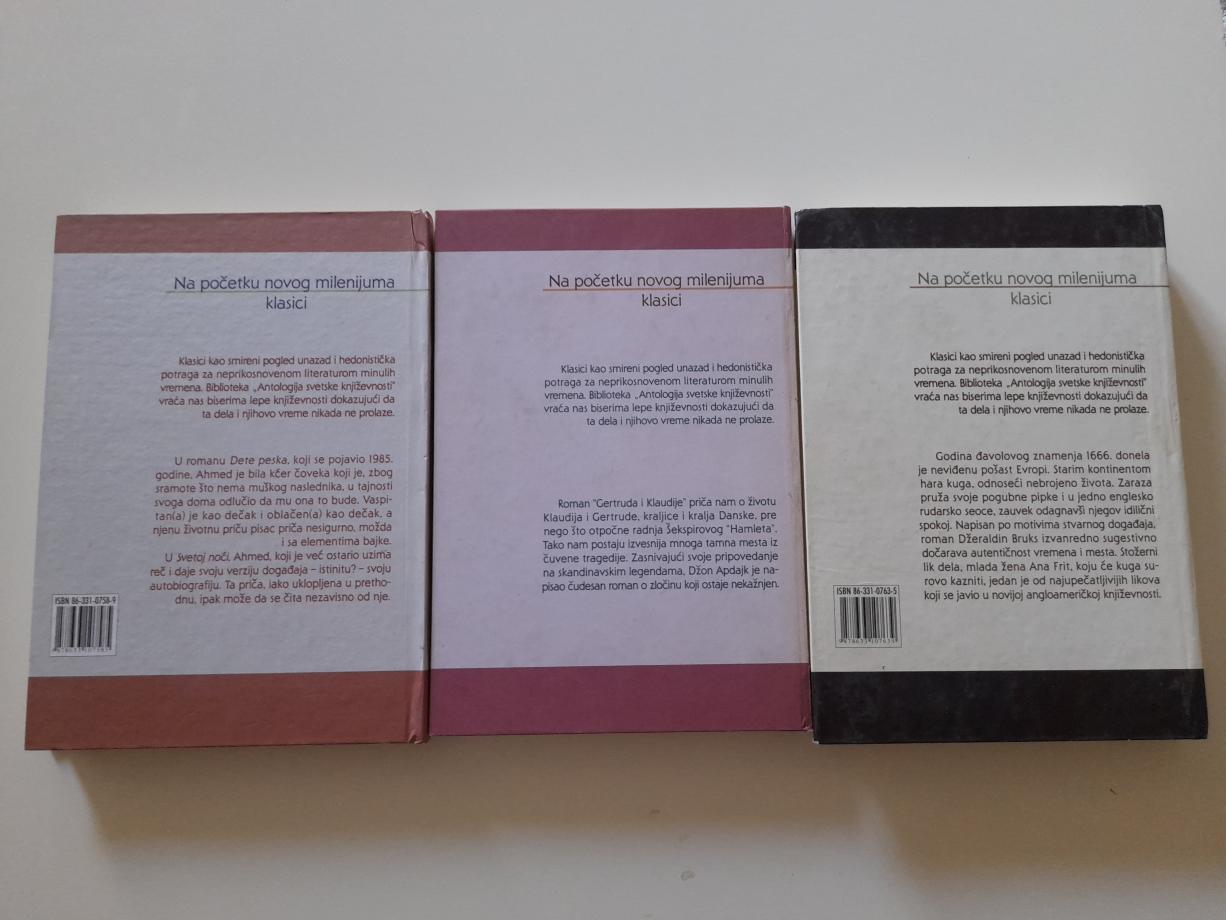 Na početku novog milenijuma
klasici
Klasici kao smireni pogled unazad i hedonistička
potraga za neprikosnovenom literaturom minulih
vremena. Biblioteka „Antologija svetske književnosti"
vraća nas biserima lepe književnosti dokazujući da
ta dela i njihovo vreme nikada ne prolaze.
U romanu Dete peska, koji se pojavio 1985.
godine, Ahmed je bila kćer čoveka koji je, zbog
sramote što nema muškog naslednika, u tajnosti
svoga doma odlučio da mu ona to bude. Vaspi-
tan(a) je kao dečak i oblačen(a) kao dečak, a
njenu životnu priču pisac priča nesigurno, možda
i sa elementima bajke.
U Svetoj noći, Ahmed, koji je već ostario uzima
reč i daje svoju verziju događaja – istinitu? – svoju
autobiografiju. Ta priča, iako uklopljena u pretho-
dnu, ipak može da se čita nezavisno od nje.
ISBN 86-331-0758-9
9 788633 107583
Na početku novog milenijuma
klasici
Klasici kao smireni pogled unazad i hedonistička
potraga za neprikosnovenom literaturom minulih
vremena. Biblioteka „Antologija svetske književnosti"
vraća nas biserima lepe književnosti dokazujući da
ta dela i njihovo vreme nikada ne prolaze.
Roman "Gertruda i Klaudije" priča nam o životu
Klaudija i Gertrude, kraljice i kralja Danske, pre
nego što otpočne radnja Šekspirovog "Hamleta".
Tako nam postaju izvesnija mnoga tamna mesta iz
čuvene tragedije. Zasnivajući svoje pripovedanje
na skandinavskim legendama, Džon Apdajk je na-
pisao čudesan roman o zločinu koji ostaje nekažnjen.
Na početku novog milenijuma
klasici
Klasici kao smireni pogled unazad i hedonistička
potraga za neprikosnovenom literaturom minulih
vremena. Biblioteka „Antologija svetske književnosti"
vraća nas biserima lepe književnosti dokazujući da
ta dela i njihovo vreme nikada ne prolaze.
Godina đavolovog znamenja 1666. donela
je neviđenu pošast Evropi. Starim kontinentom
hara kuga, odnoseći nebrojeno života. Zaraza
pruža svoje pogubne pipke i u jedno englesko
rudarsko seoce, zauvek odagnavši njegov idilični
spokoj. Napisan po motivima stvarnog događaja,
roman Džeraldin Bruks izvanredno sugestivno
dočarava autentičnost vremena i mesta. Stožerni
lik dela, mlada žena Ana Frit, koju će kuga su-
rovo kazniti, jedan je od najupečatljivijih likova
koji se javio u novijoj angloameričkoj književnosti.
ISBN 86-331-0763-5
9 788633 107635